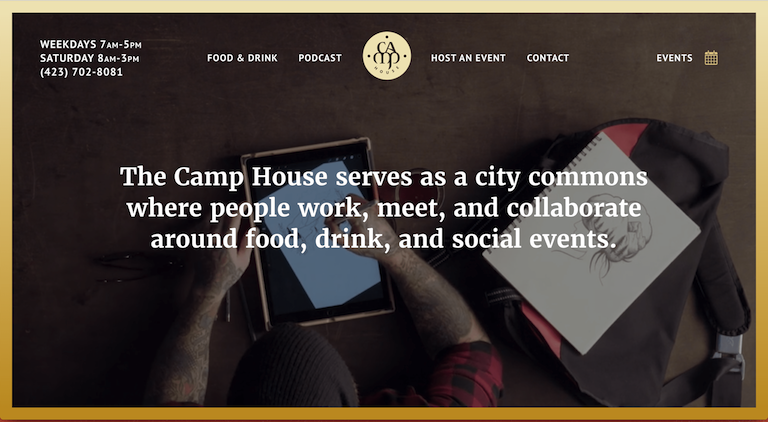 WEEKDAYS 7AM-5PM
SATURDAY 8AM-3PM
(423) 702-8081
FOOD & DRINK
PODCAST
CAMP
HOUSE
HOST AN EVENT
CONTACT
EVENTS
The Camp House serves as a city commons
where people work, meet, and collaborate
around food, drink, and social events.